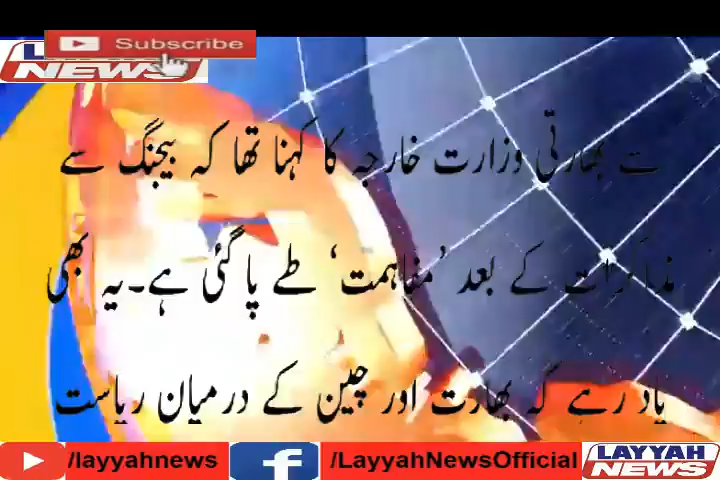 Subscribe
NEWS
سے بھارتی وزارت خارجہ کا کہنا تھا کہ بیجنگ سے
مذاکرات کے بعد ’مفاہمت‘ طے پا گئی ہے۔ یہ بھی
یاد رہے کہ بھارت اور چین کے درمیان ریاست
/layyahnews
/LayyahNewsOfficial
LAYYAH
NEWS